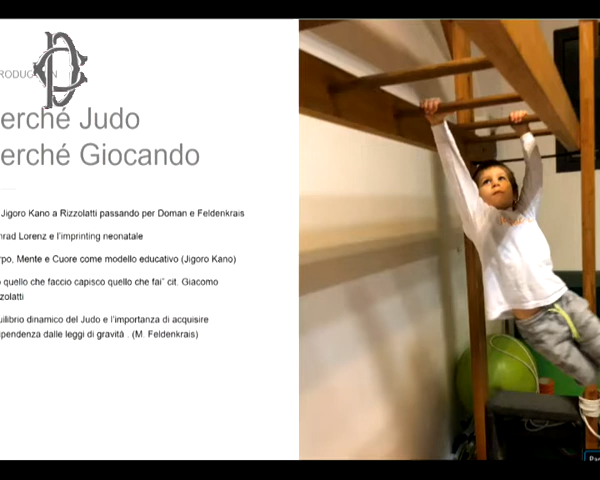 RODUC
erché Judo
erché Giocando
Jigoro Kano a Rizzolatti passando per Doman e Feldenkrais
nrad Lorenz e l'imprinting neonatale
rpo, Mente e Cuore come modello educativo (Jigoro Kano)
quello che faccio capisco quello che fai" cit. Giacomo
zolatti
uilibrio dinamico del Judo e l'importanza di acquisire
ipendenza dalle leggi di gravità . (M. Feldenkrais)